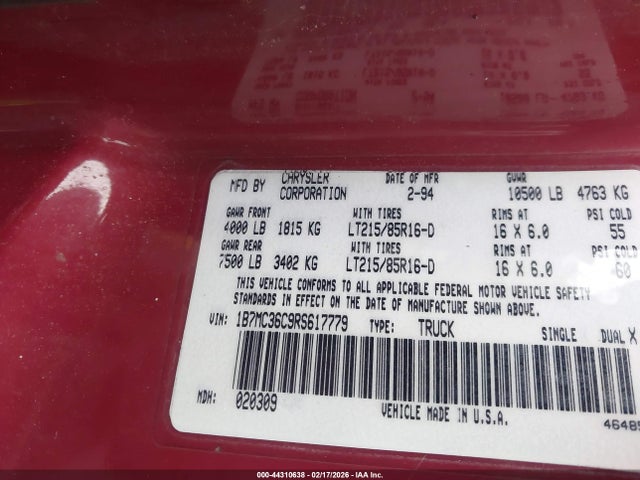 MFD BY CHRYSLER CORPORATION DATE OF MFR 2-94 GVWR 10500 LB 4763 KG
GAWR FRONT WITH TIRES RIMS AT PSI COLD
4000 LB 1815 KG LT215/85R16-D 16 X 6.0 55
GAWR REAR WITH TIRES RIMS AT PSI COLD
7500 LB 3402 KG LT215/85R16-D 16 X 6.0 60
THIS VEHICLE CONFORMS TO ALL APPLICABLE FEDERAL MOTOR VEHICLE SAFETY
STANDARDS IN EFFECT ON THE DATE OF MANUFACTURE SHOWN ABOVE.
VIN: 1B7MC36C9RS617779 TYPE: TRUCK SINGLE DUAL X
MDH: 020309 VEHICLE MADE IN U.S.A. 4648
000-44310638 - 02/17/2026 - IAA Inc.